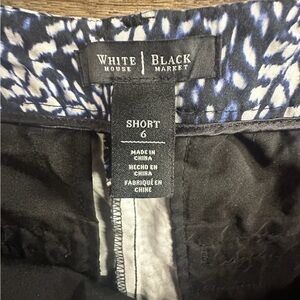 WHITE | BLACK
HOUSE | MARKET
SHORT
6
MADE IN
CHINA
HECHO EN
CHINA
FABRIQUÉ EN
CHINE